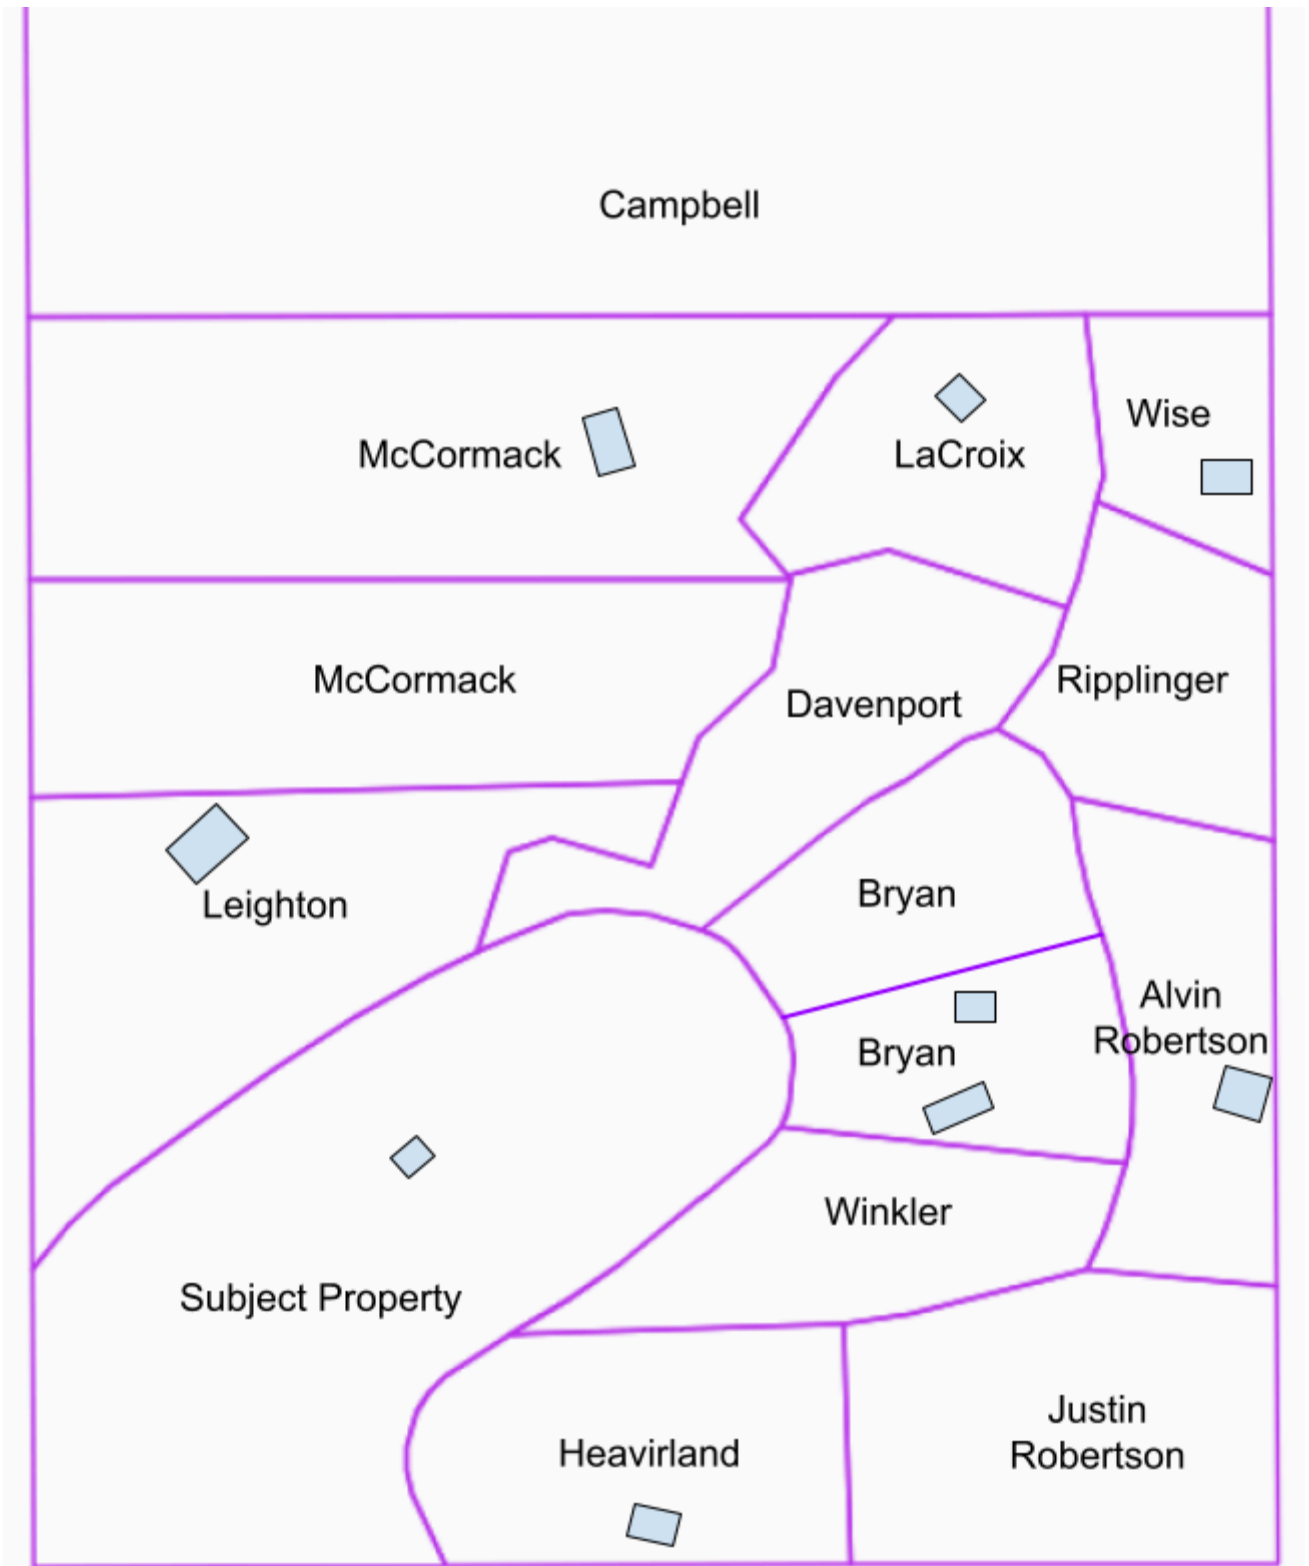 Campbell
McCormack
LaCroix
Wise
McCormack
Davenport
Ripplinger
Leighton
Bryan
Alvin
Robertson
Bryan
Winkler
Subject Property
Heavirland
Justin
Robertson